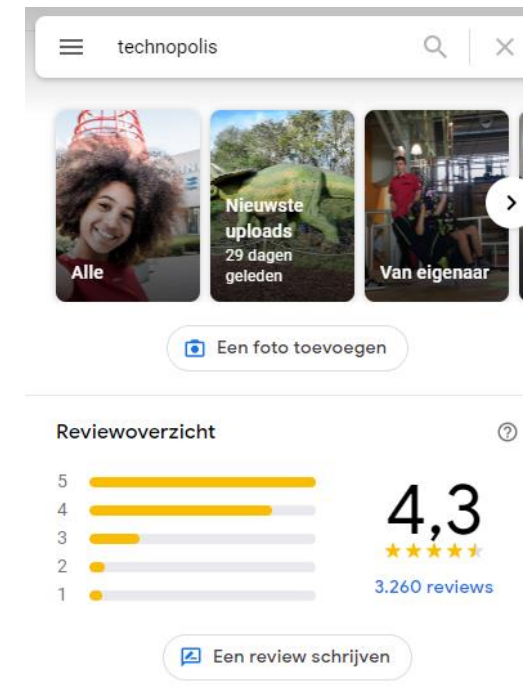 technopolis
Alle
Nieuwste
uploads
29 dagen
geleden
Van eigenaar
Een foto toevoegen
Reviewoverzicht
5
4
3
2
1
4,3
3.260 reviews
Een review schrijven